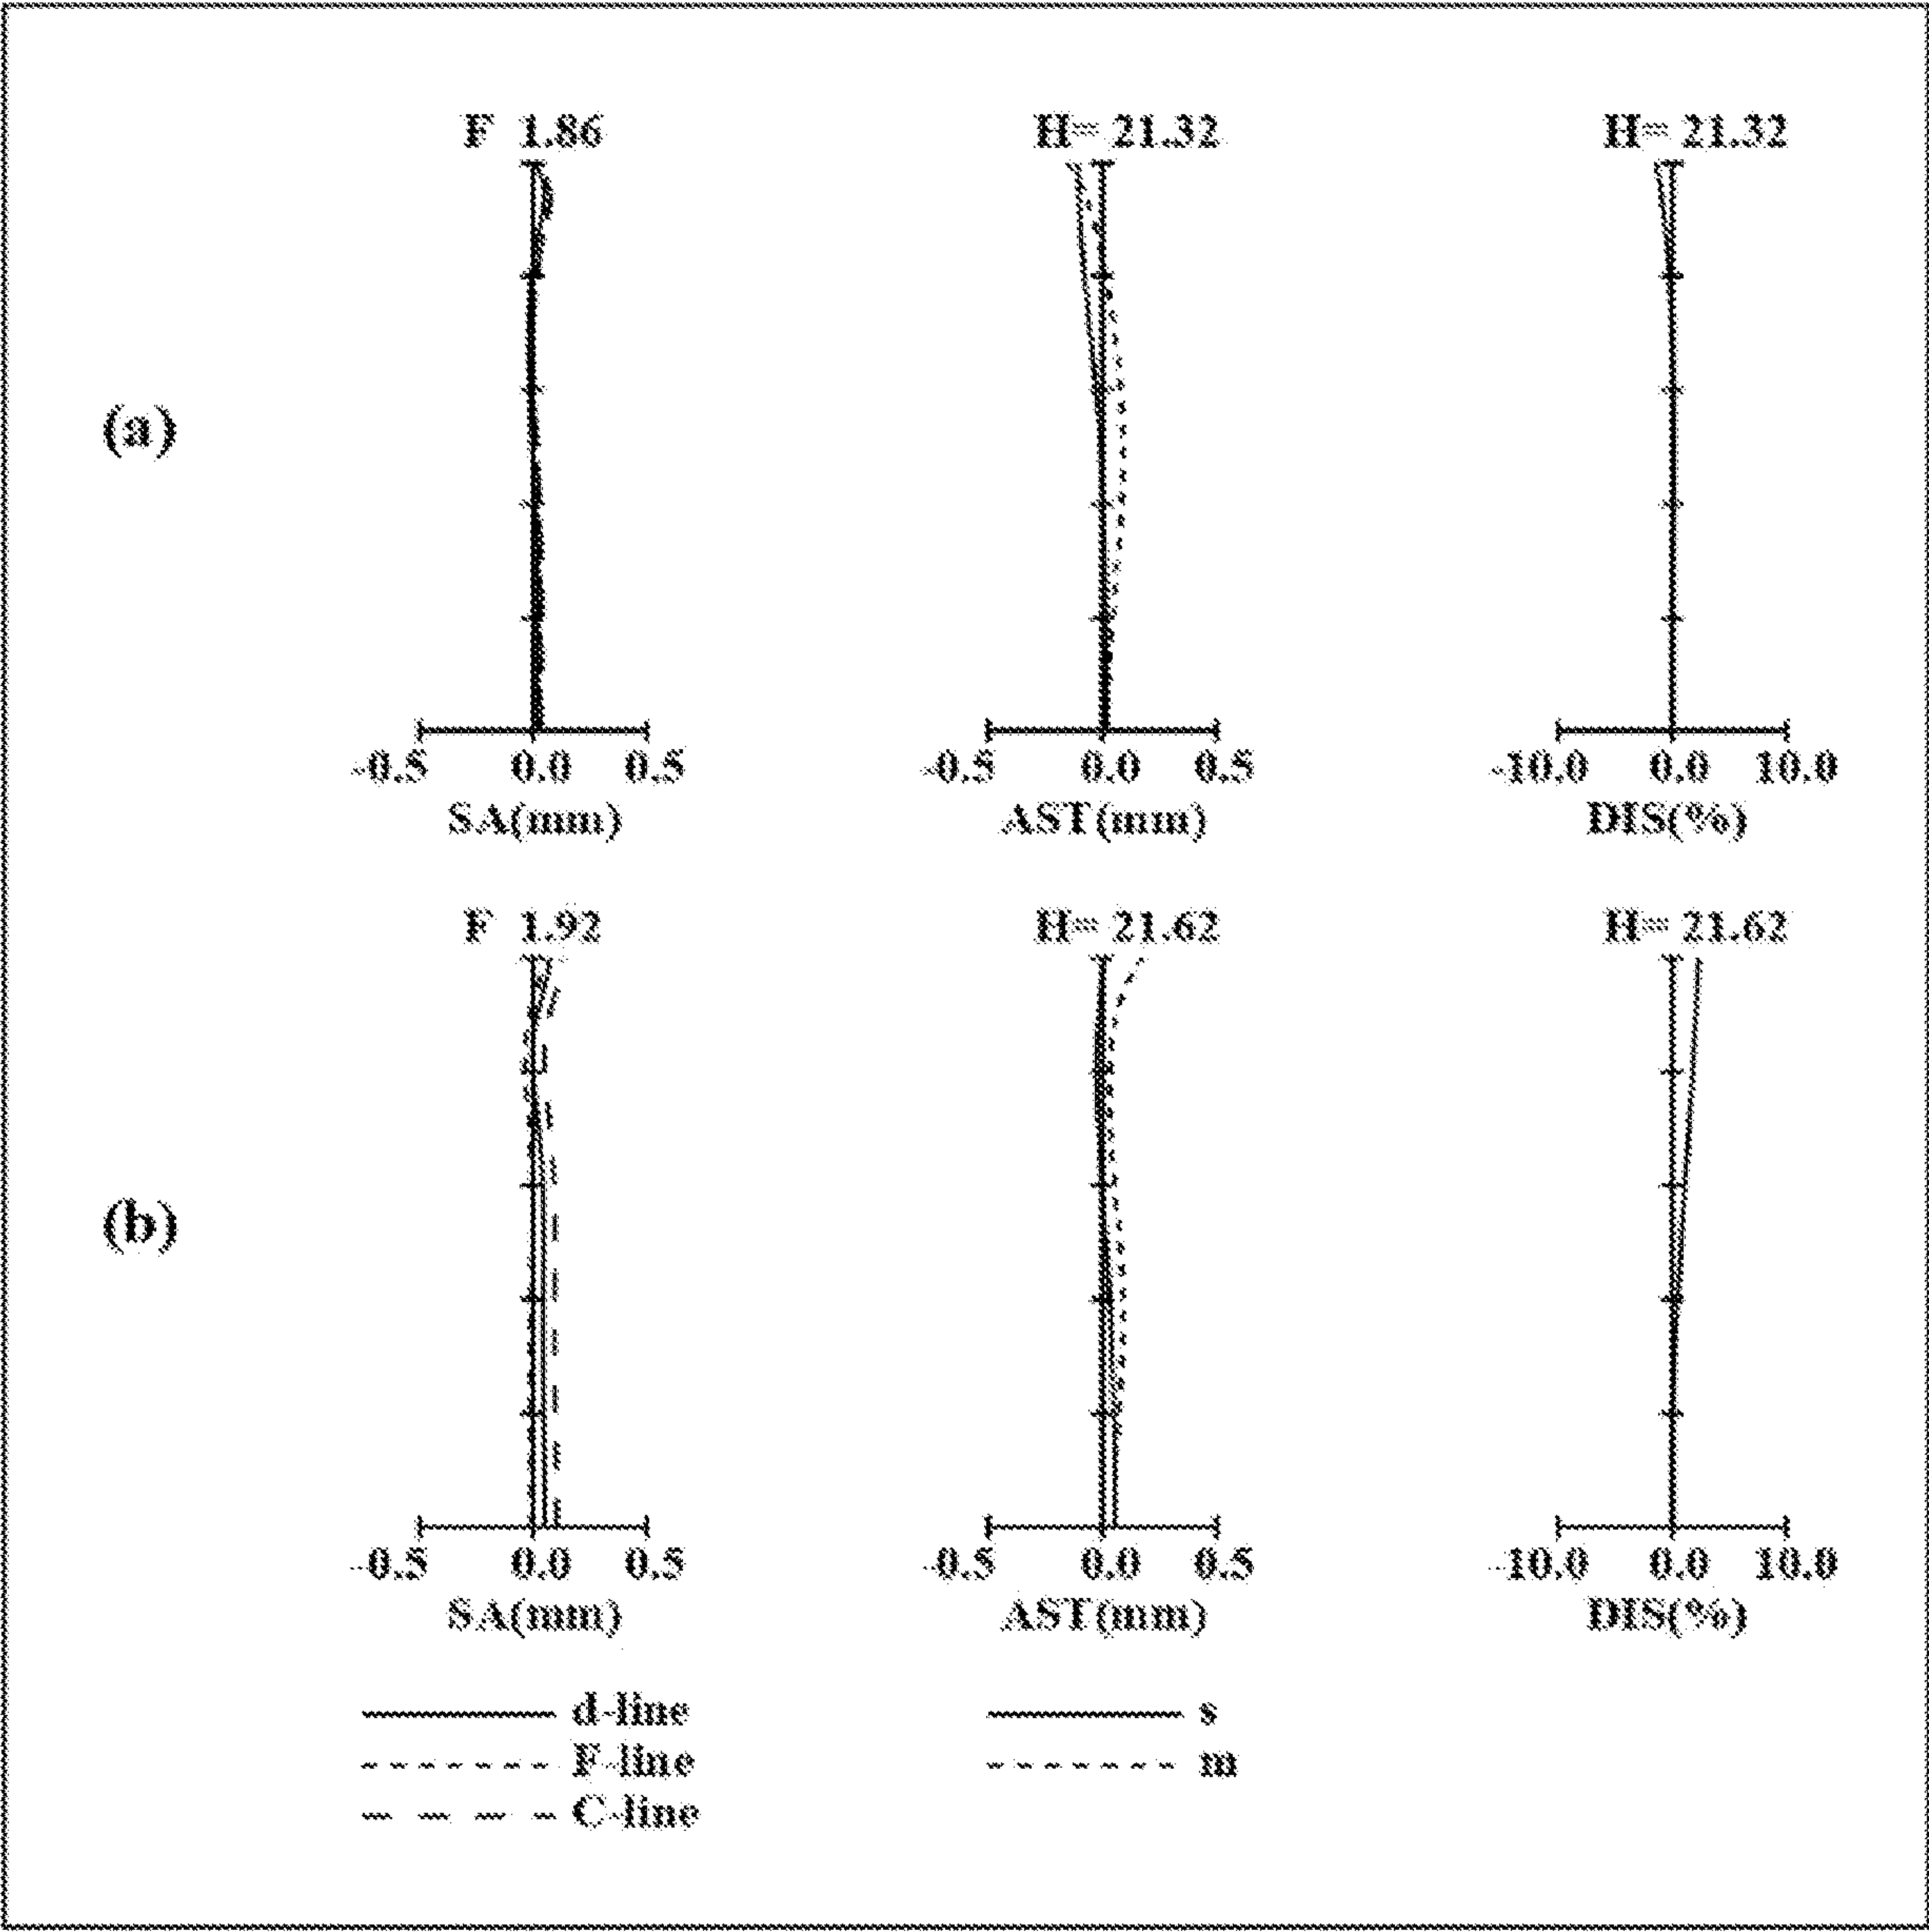 F 1.86 H= 21.32 H= 21.32
(a)
-0.5 0.0 0.5 -0.5 0.0 0.5 -10.0 0.0 10.0
SA(mm) AST(mm) DIS(%)
F 1.92 H= 21.62 H= 21.62
(b)
-0.5 0.0 0.5 -0.5 0.0 0.5 -10.0 0.0 10.0
SA(mm) AST(mm) DIS(%)
d-line s
F-line m
C-line